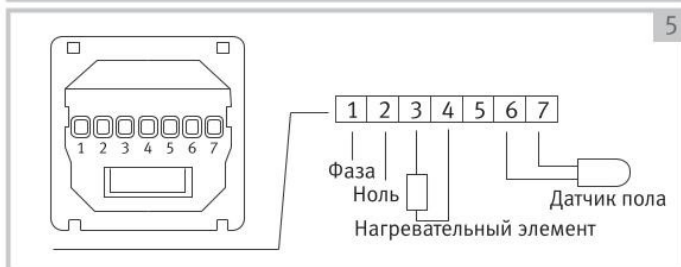 5
1 2 3 4 5 6 7
1 2 3 4 5 6 7
Фаза
Ноль
Датчик пола
Нагревательный элемент